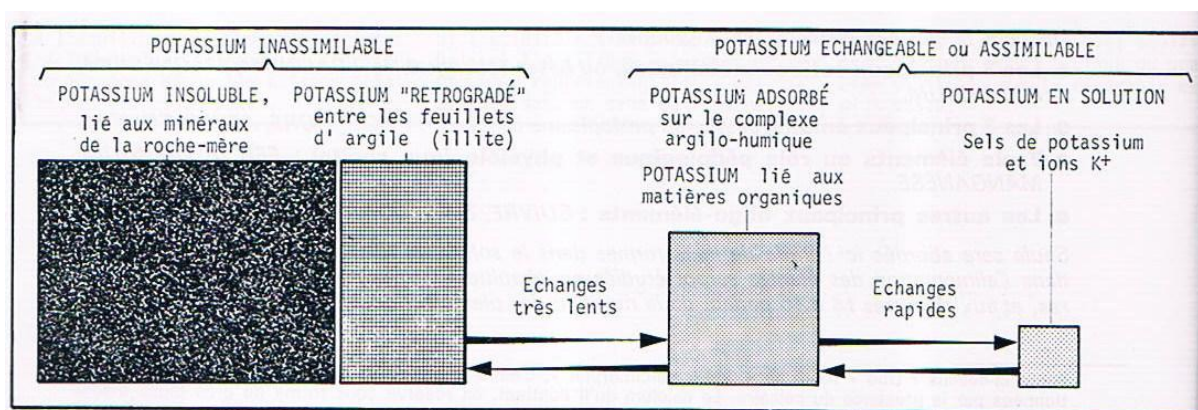 POTASSIUM INASSIMILABLE
POTASSIUM ECHANGEABLE ou ASSIMILABLE
POTASSIUM INSOLUBLE,
lié aux minéraux
de la roche-mère
POTASSIUM "RETROGRADÉ"
entre les feuillets
d'argile (illite)
POTASSIUM ADSORBÉ
sur le complexe
argilo-humique
POTASSIUM lié aux
matières organiques
POTASSIUM EN SOLUTION
Sels de potassium
et ions K+
Echanges
très lents
Echanges
rapides